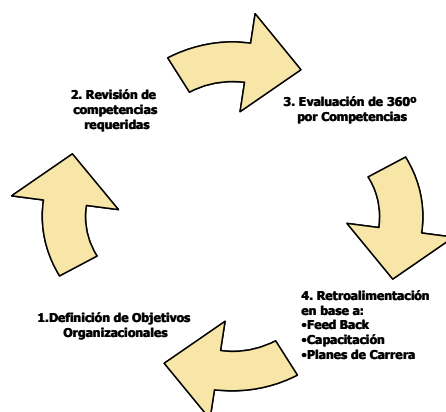 1.Definición de Objetivos
Organizacionales
2. Revisión de
competencias
requeridas
3. Evaluación de 360º
por Competencias
4. Retroalimentación
en base a:
•Feed Back
•Capacitación
•Planes de Carrera